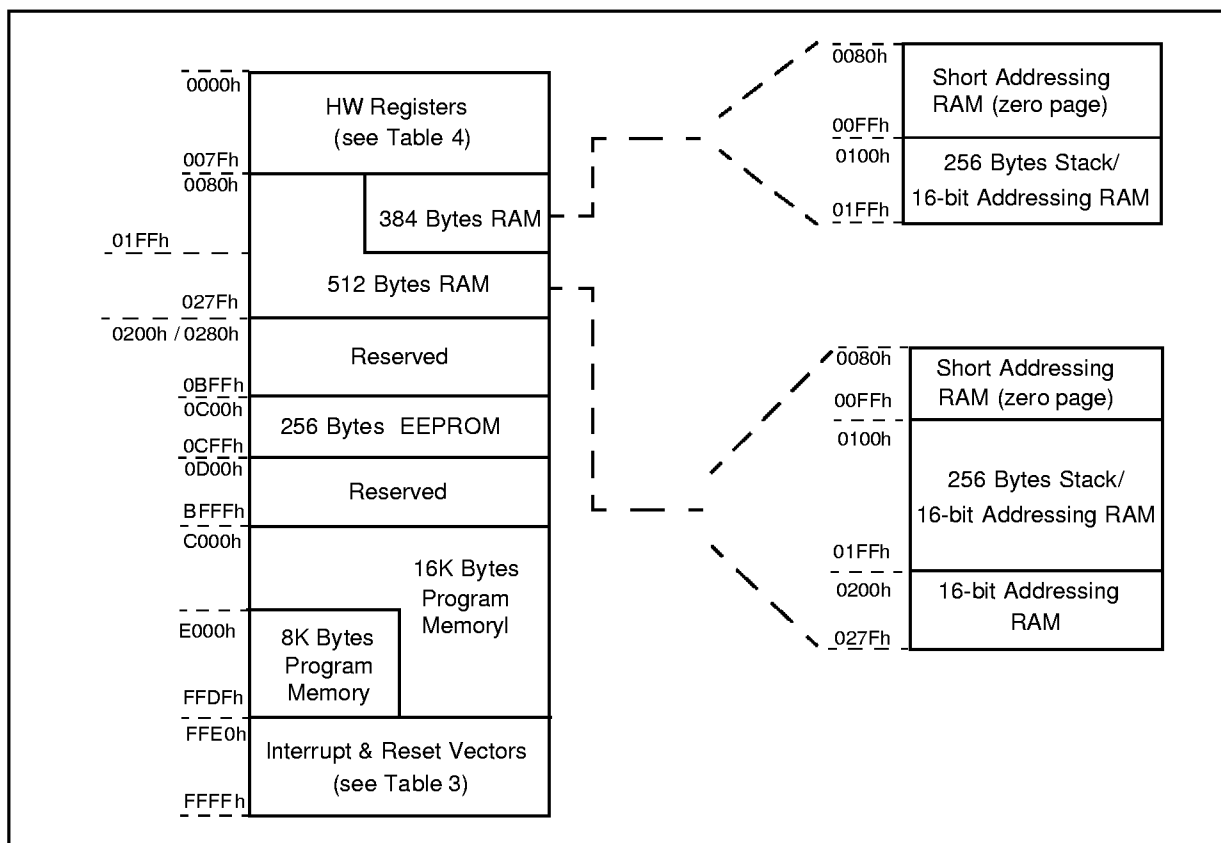 0000h
HW Registers
(see Table 4)
007Fh
0080h
384 Bytes RAM
01FFh
512 Bytes RAM
027Fh
0200h / 0280h
Reserved
0BFFh
0C00h
256 Bytes EEPROM
0CFFh
0D00h
Reserved
BFFFh
C000h
16K Bytes
Program
Memoryl
E000h
8K Bytes
Program
Memory
FFDFh
FFE0h
Interrupt & Reset Vectors
(see Table 3)
FFFFh
0080h
Short Addressing
RAM (zero page)
00FFh
0100h
256 Bytes Stack/
16-bit Addressing RAM
01FFh
0080h
Short Addressing
RAM (zero page)
00FFh
0100h
256 Bytes Stack/
16-bit Addressing RAM
01FFh
0200h
16-bit Addressing
RAM
027Fh